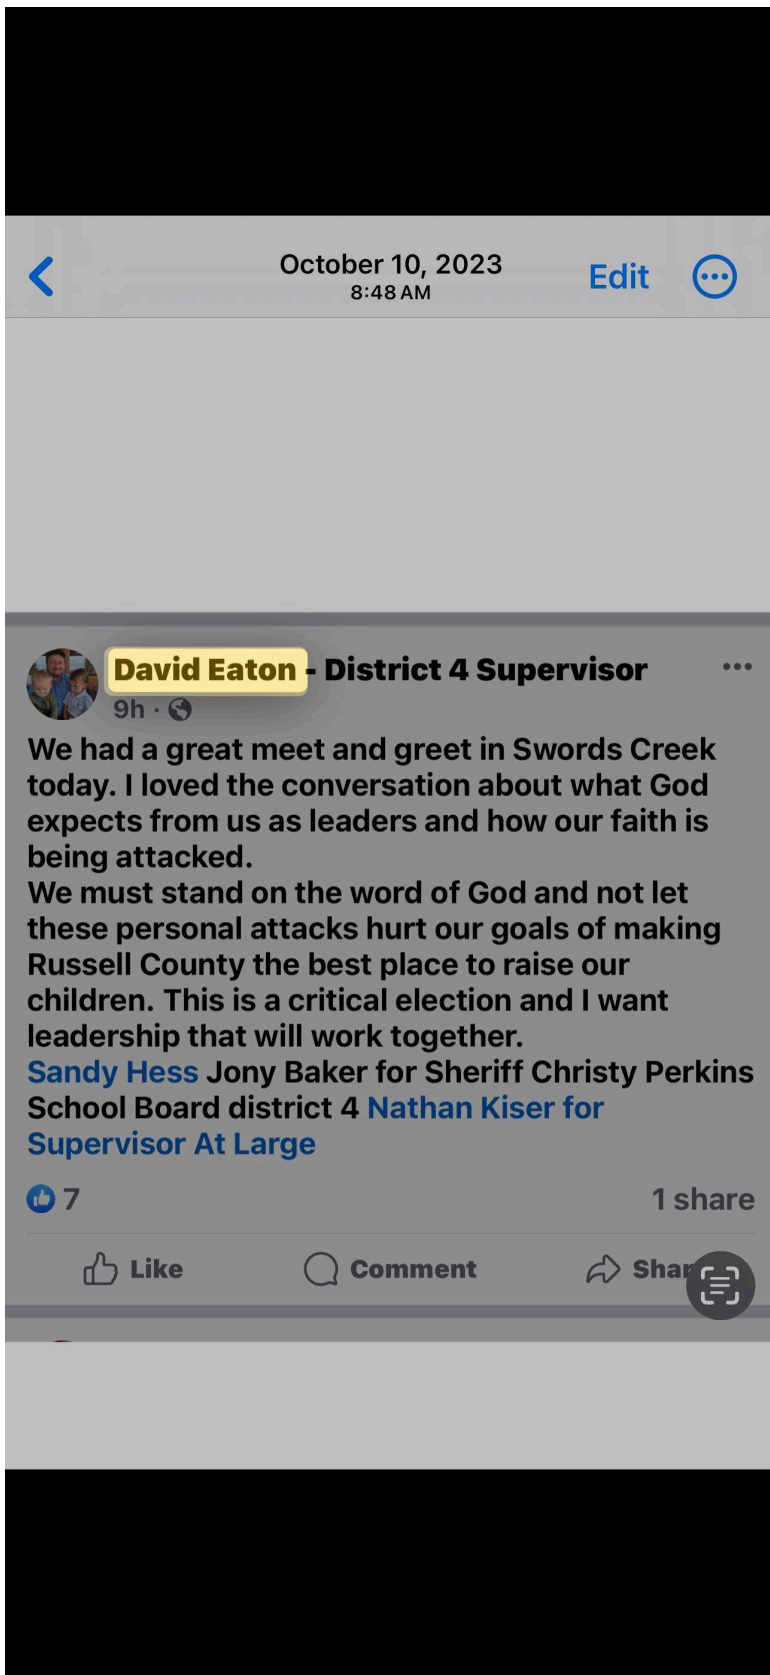 October 10, 2023
8:48 AM
Edit
David Eaton - District 4 Supervisor
9h ·
We had a great meet and greet in Swords Creek
today. I loved the conversation about what God
expects from us as leaders and how our faith is
being attacked.
We must stand on the word of God and not let
these personal attacks hurt our goals of making
Russell County the best place to raise our
children. This is a critical election and I want
leadership that will work together.
Sandy Hess Jony Baker for Sheriff Christy Perkins
School Board district 4 Nathan Kiser for
Supervisor At Large
7 1 share
Like Comment Shar